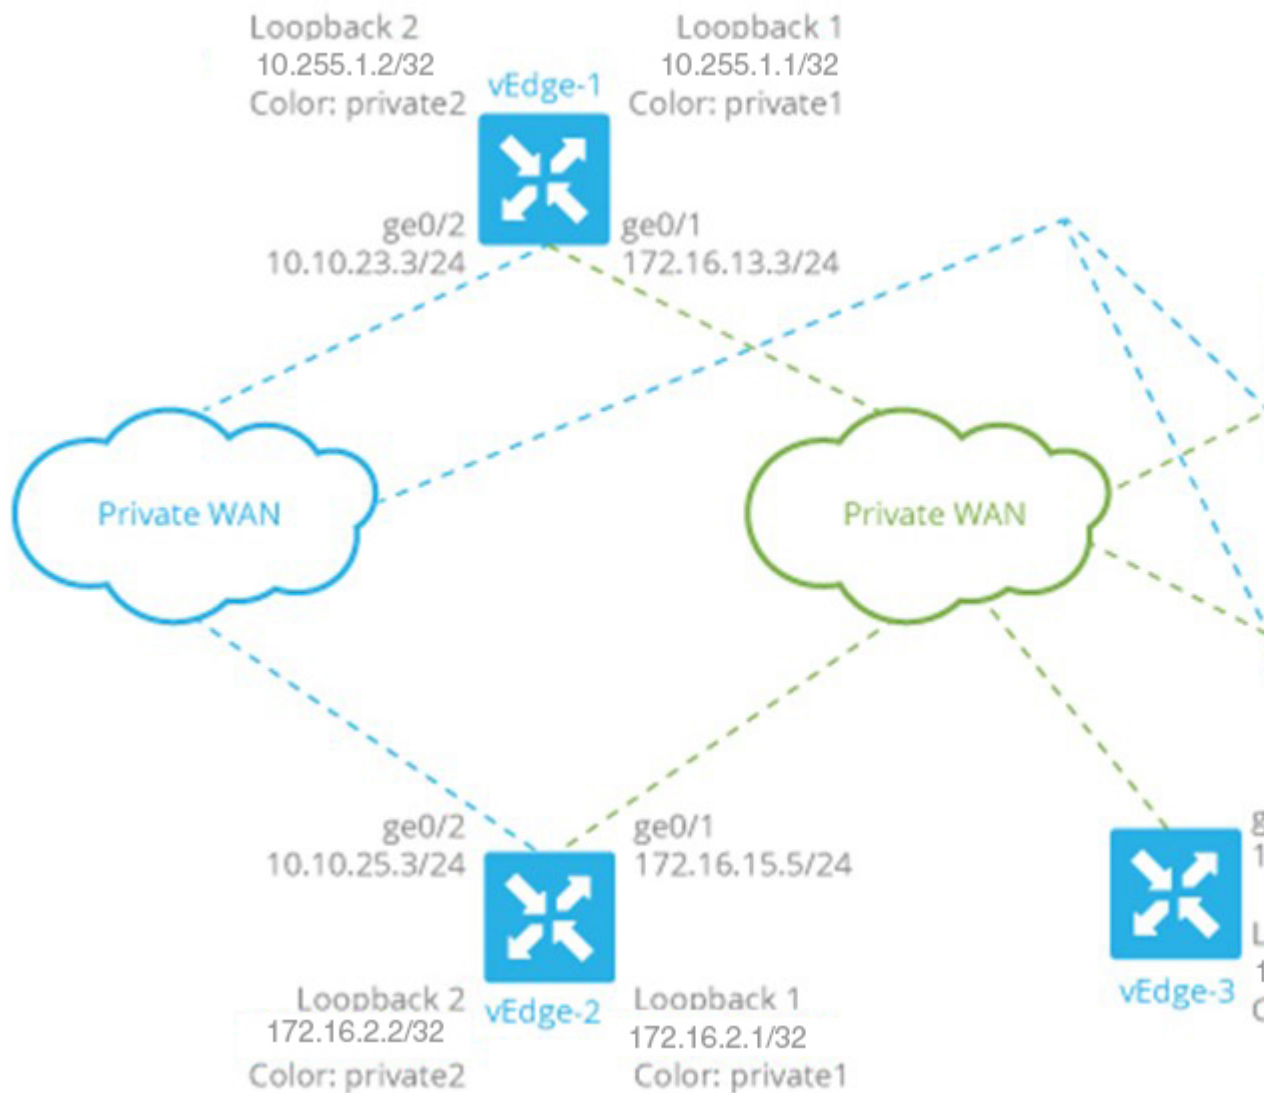 Loopback 2
10.255.1.2/32
Color: private2
vEdge-1
Loopback 1
10.255.1.1/32
Color: private1
ge0/2
10.10.23.3/24
ge0/1
172.16.13.3/24
Private WAN
Private WAN
ge0/2
10.10.25.3/24
ge0/1
172.16.15.5/24
Loopback 2
172.16.2.2/32
Color: private2
vEdge-2
Loopback 1
172.16.2.1/32
Color: private1
vEdge-3